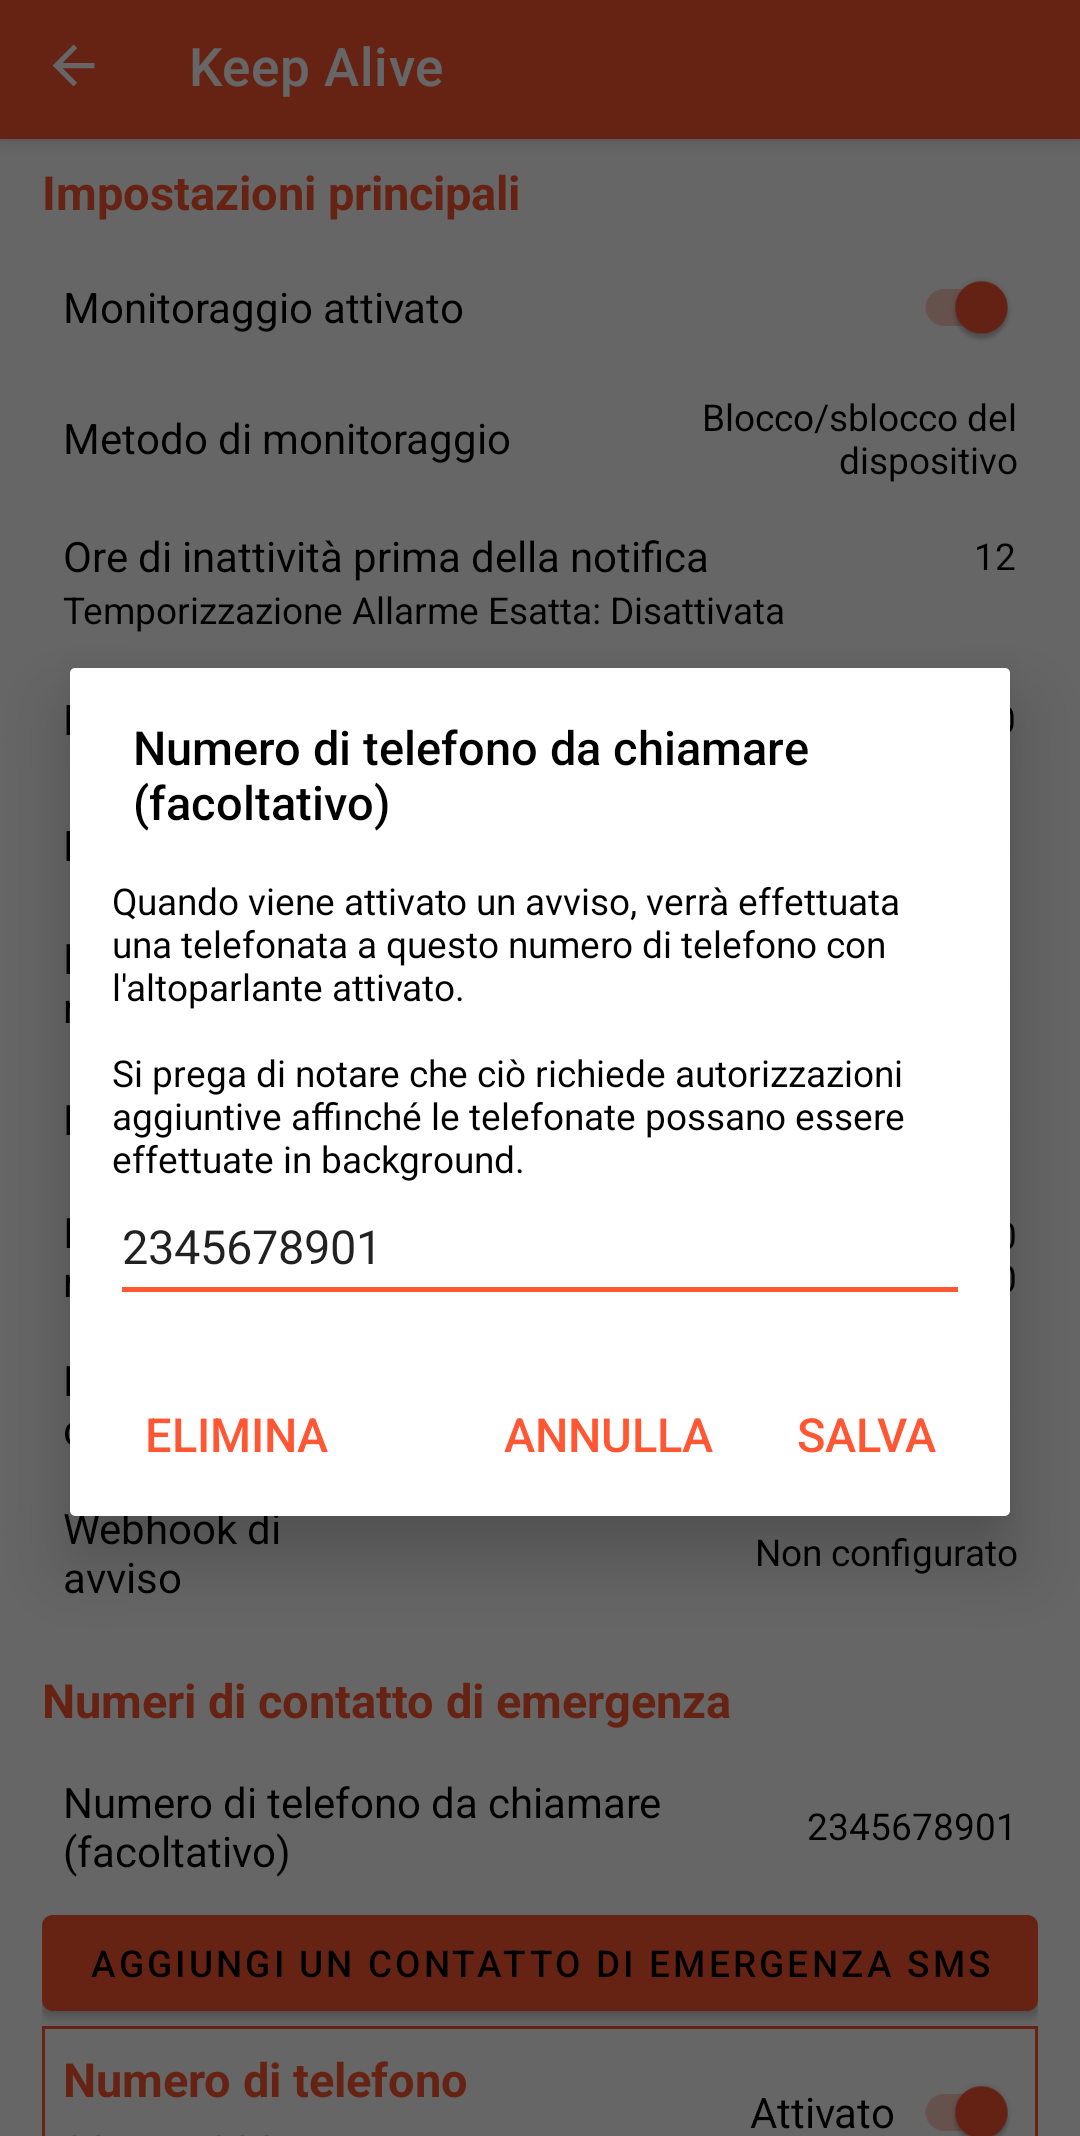 Keep Alive
Impostazioni principali
Monitoraggio attivato
Metodo di monitoraggio
Blocco/sblocco del
dispositivo
Ore di inattività prima della notifica
12
Temporizzazione Allarme Esatta: Disattivata
Numero di telefono da chiamare
(facoltativo)
Quando viene attivato un avviso, verrà effettuata
una telefonata a questo numero di telefono con
l'altoparlante attivato.
Si prega di notare che ciò richiede autorizzazioni
aggiuntive affinché le telefonate possano essere
effettuate in background.
2345678901
ELIMINA
ANNULLA
SALVA
Webhook di
avviso
Non configurato
Numeri di contatto di emergenza
Numero di telefono da chiamare
(facoltativo)
2345678901
AGGIUNGI UN CONTATTO DI EMERGENZA SMS
Numero di telefono
Attivato